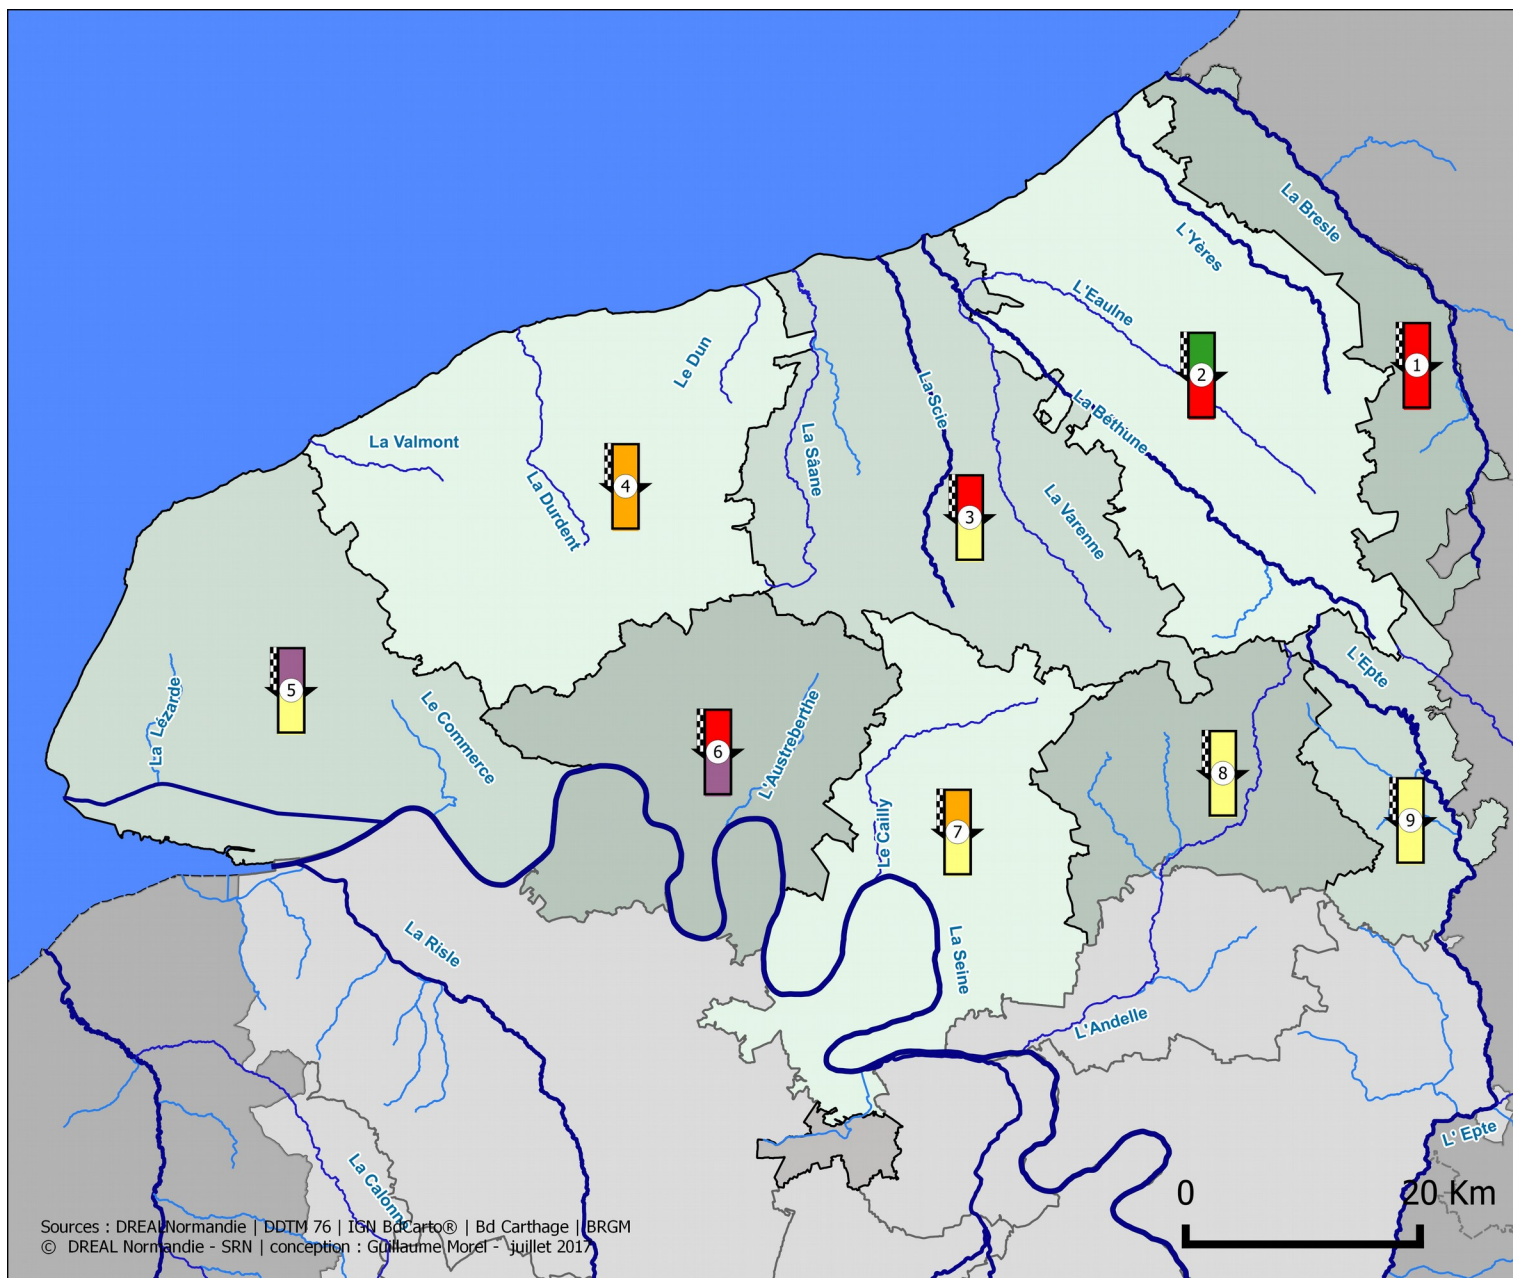 La Bresle
L'Yères
L'Eaulne
1
2
Le Dun
La Scie
La Béthune
La Valmont
La Sâane
4
La Durdent
3
La Varenne
L'Epte
5
La Lézarde
Le Commerce
6
L'Austreberthe
8
7
9
Le Cailly
La Risle
La Seine
L'Andelle
L' Epte
La Calonne
0
20 Km
Sources : DREAL Normandie | DDTM 76 | IGN BdCarto® | Bd Carthage | BRGM
© DREAL Normandie - SRN | conception : Guillaume Morel - juillet 2017